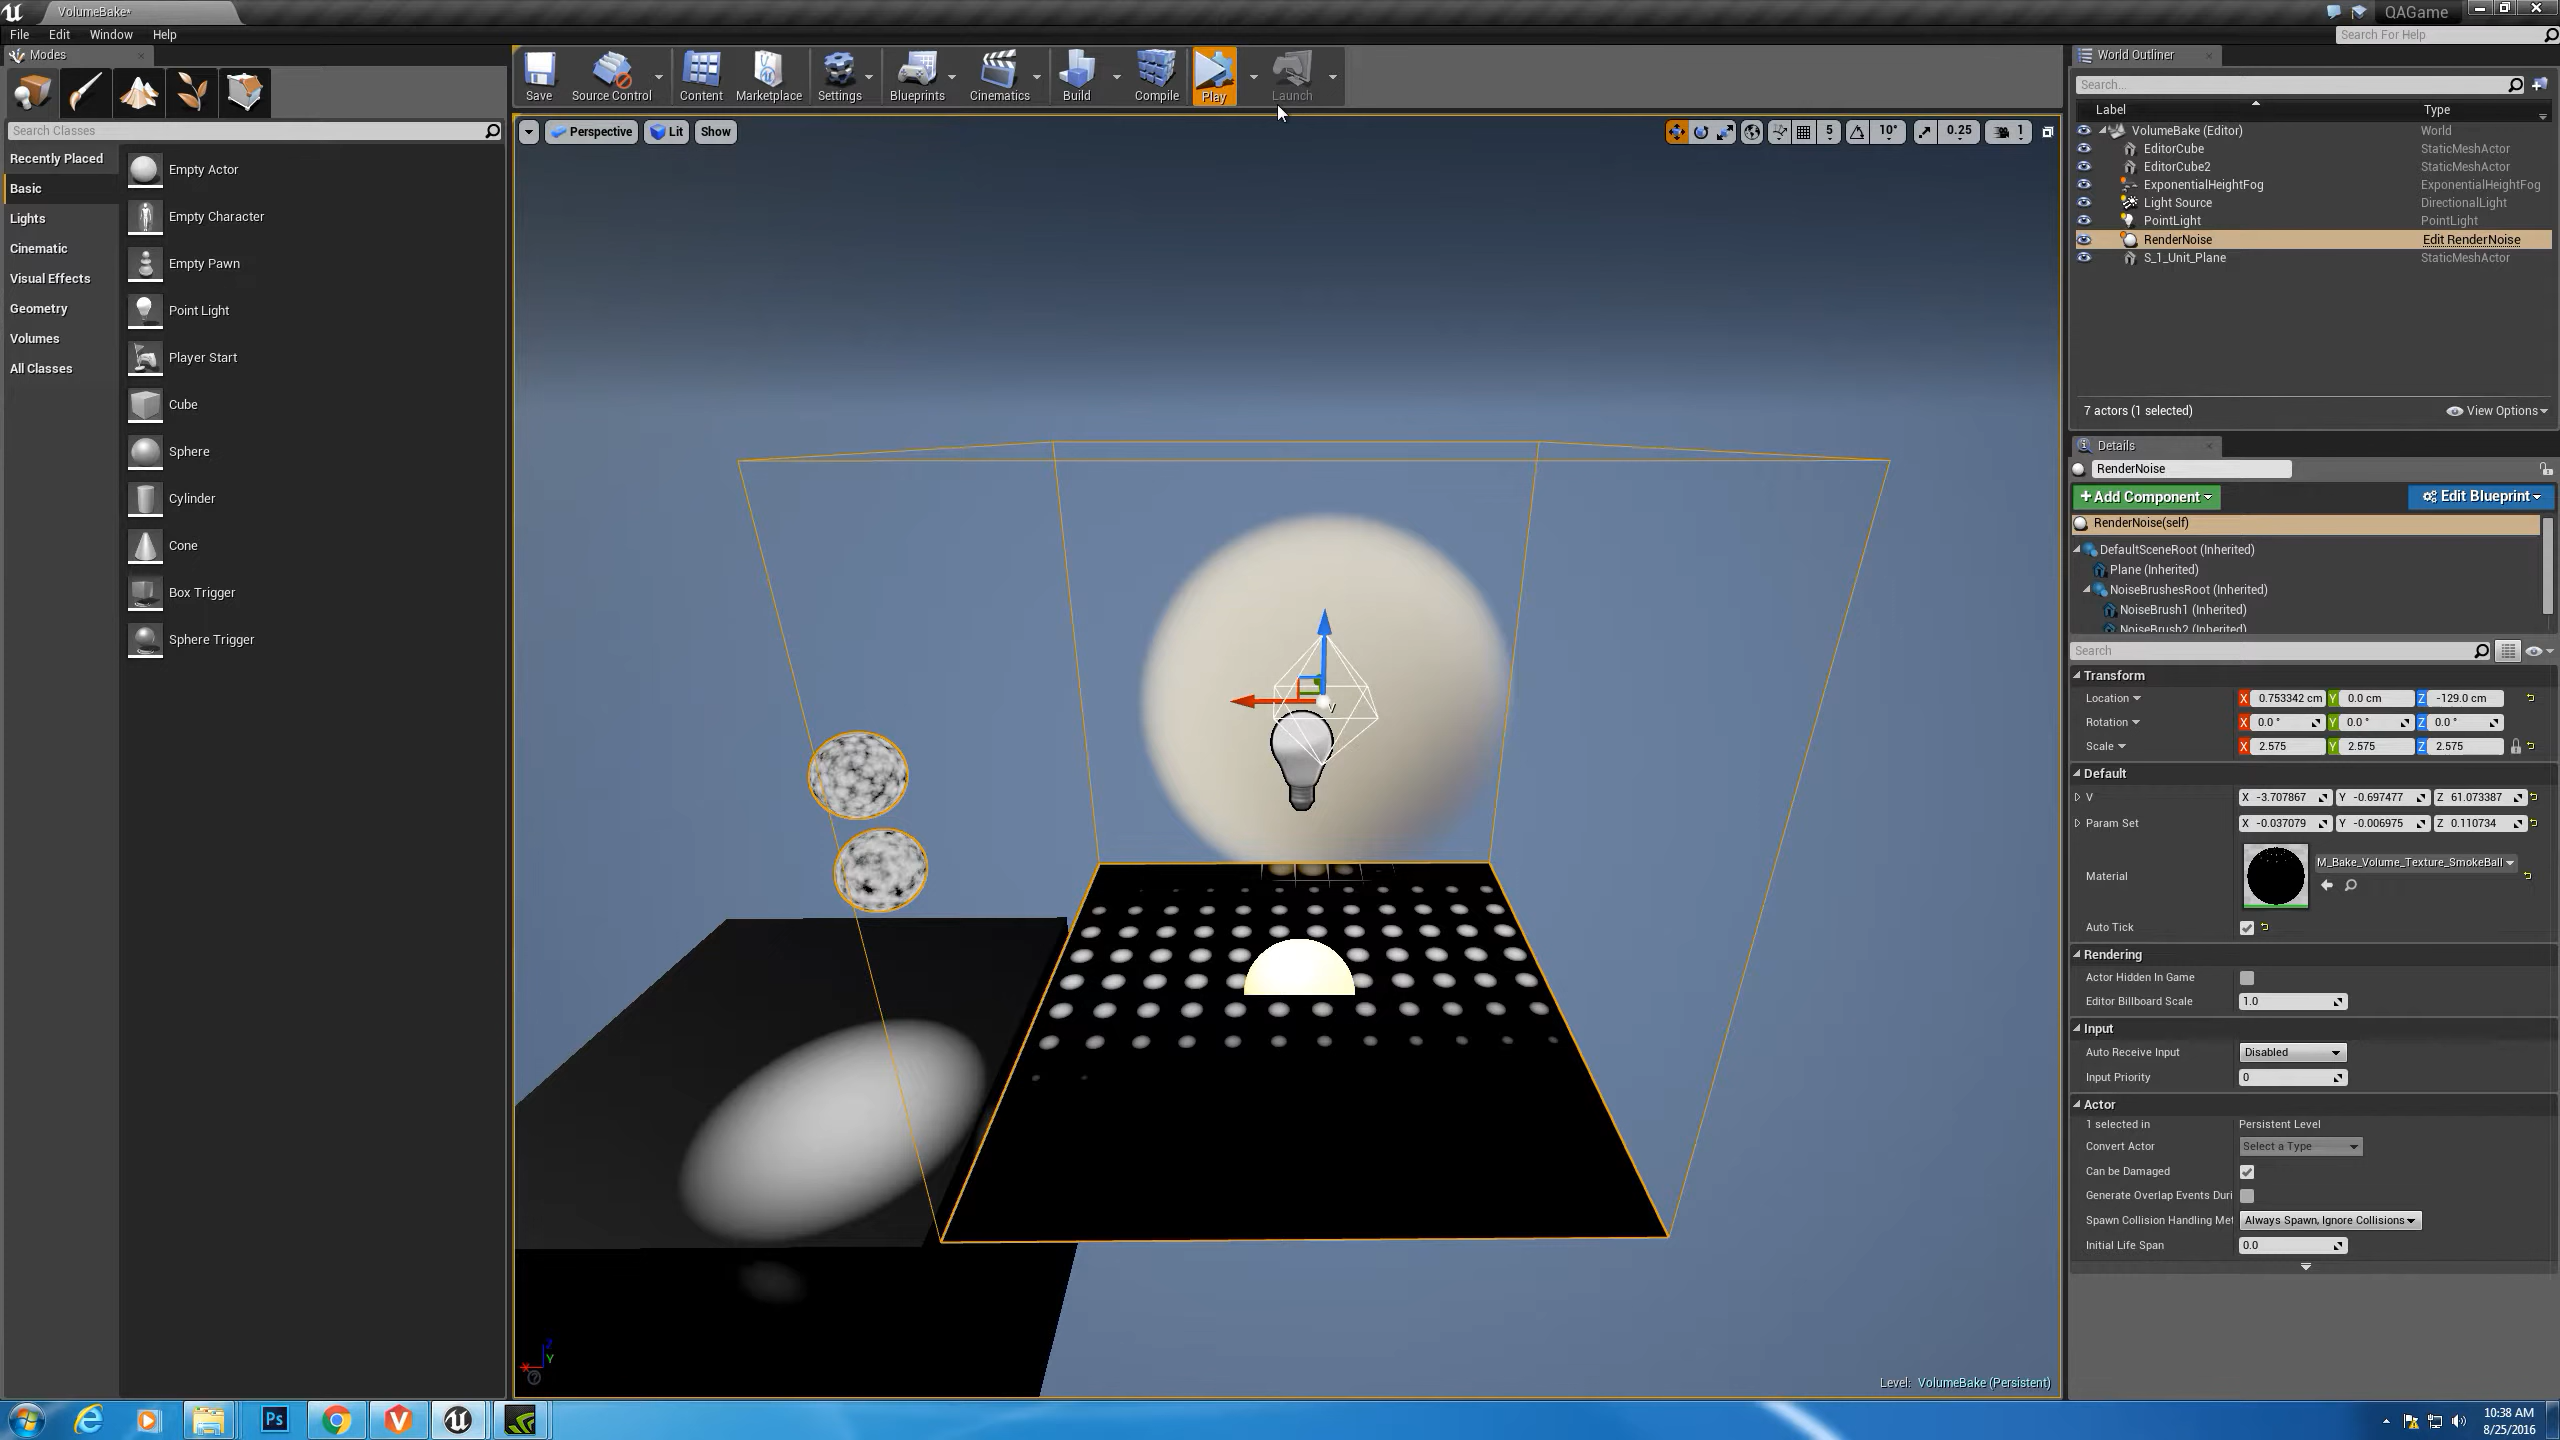 VolumeBake*
QAGame
File Edit Window Help
Search For Help
Modes
Save
Source Control
Content
Marketplace
Settings
Blueprints
Cinematics
Build
Compile
Play
Launch
Search Classes
Recently Placed
Basic
Lights
Cinematic
Visual Effects
Geometry
Volumes
All Classes
Empty Actor
Empty Character
Empty Pawn
Point Light
Player Start
Cube
Sphere
Cylinder
Cone
Box Trigger
Sphere Trigger
Perspective Lit Show
5 10° 0.25 1
V
Z
X Y
Level: VolumeBake (Persistent)
World Outliner
Search...
Label Type
VolumeBake (Editor) World
EditorCube StaticMeshActor
EditorCube2 StaticMeshActor
ExponentialHeightFog ExponentialHeightFog
Light Source DirectionalLight
PointLight PointLight
RenderNoise Edit RenderNoise
S_1_Unit_Plane StaticMeshActor
7 actors (1 selected) View Options
Details
RenderNoise
+Add Component Edit Blueprint
RenderNoise(self)
DefaultSceneRoot (Inherited)
Plane (Inherited)
NoiseBrushesRoot (Inherited)
NoiseBrush1 (Inherited)
NoiseBrush2 (Inherited)
Search
Transform
Location X 0.753342 cm Y 0.0 cm Z -129.0 cm
Rotation X 0.0 ° Y 0.0 ° Z 0.0 °
Scale X 2.575 Y 2.575 Z 2.575
Default
V X -3.707867 Y -0.697477 Z 61.073387
Param Set X -0.037079 Y -0.006975 Z 0.110734
Material M_Bake_Volume_Texture_SmokeBall
Auto Tick
Rendering
Actor Hidden In Game
Editor Billboard Scale 1.0
Input
Auto Receive Input Disabled
Input Priority 0
Actor
1 selected in Persistent Level
Convert Actor Select a Type
Can be Damaged
Generate Overlap Events Duri
Spawn Collision Handling Met Always Spawn, Ignore Collisions
Initial Life Span 0.0
Ps
10:38 AM
8/25/2016